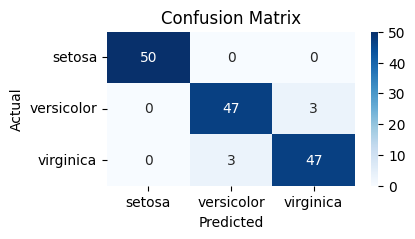 Confusion Matrix
Actual
setosa 50 0 0
versicolor 0 47 3
virginica 0 3 47
setosa versicolor virginica
Predicted
50
40
30
20
10
0